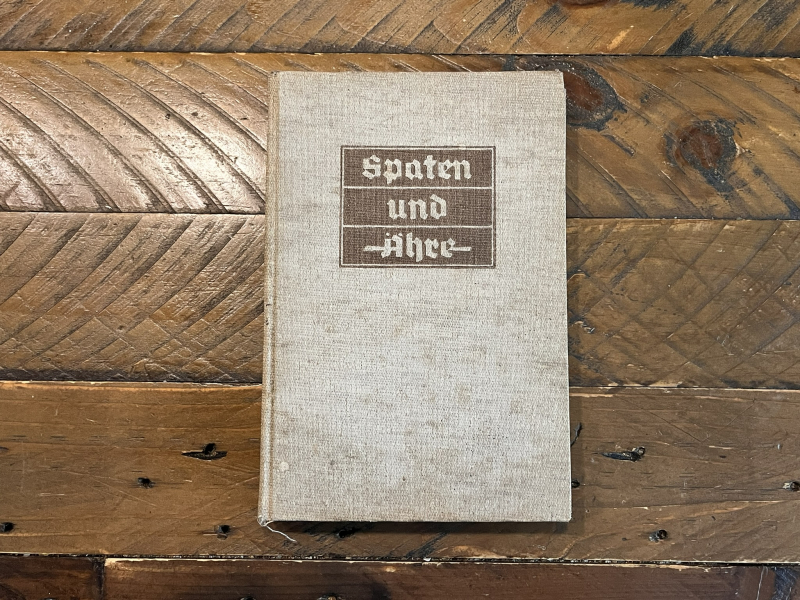 Spaten
und
Ähre